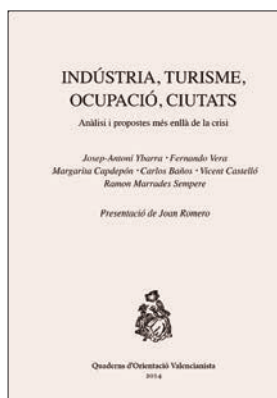 INDÚSTRIA, TURISME,
OCUPACIÓ, CIUTATS
Anàlisi i propostes més enllà de la crisi
Josep-Antoni Ybarra · Fernando Vera
Margarita Capdepón · Carlos Baños · Vicent Castelló
Ramon Marrades Sempere
Presentació de Joan Romero
Quaderns d'Orientació Valencianista
2014